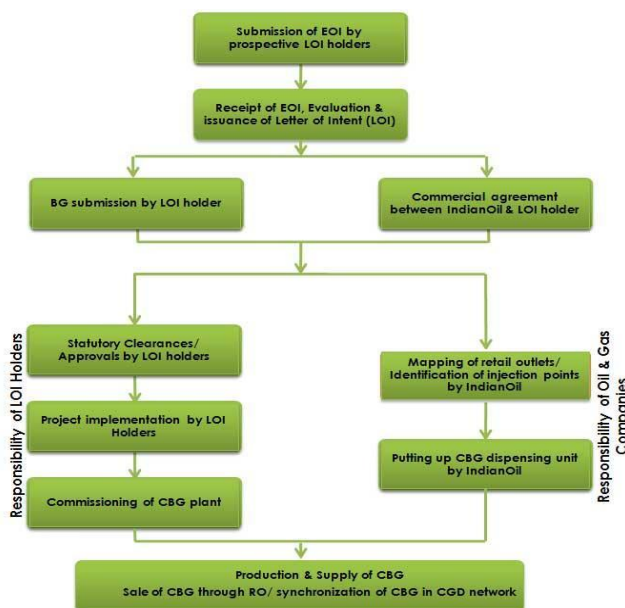 Submission of EOI by
prospective LOI holders
Receipt of EOI, Evaluation &
issuance of Letter of Intent (LOI)
BG submission by LOI
holder
Commercial agreement
between IndianOil & LOI holder
Statutory Clearances/
Approvals by LOI holders
Mapping of retail outlets/
Identification of injection points
by IndianOil
Project implementation by LOI
Holders
Putting up CBG dispensing unit
by IndianOil
Commissioning of CBG plant
Responsibility of LOI Holders
Responsibility of Oil & Gas
Companies
Production & Supply of CBG
Sale of CBG through RO/ synchronization of CBG in CGD network